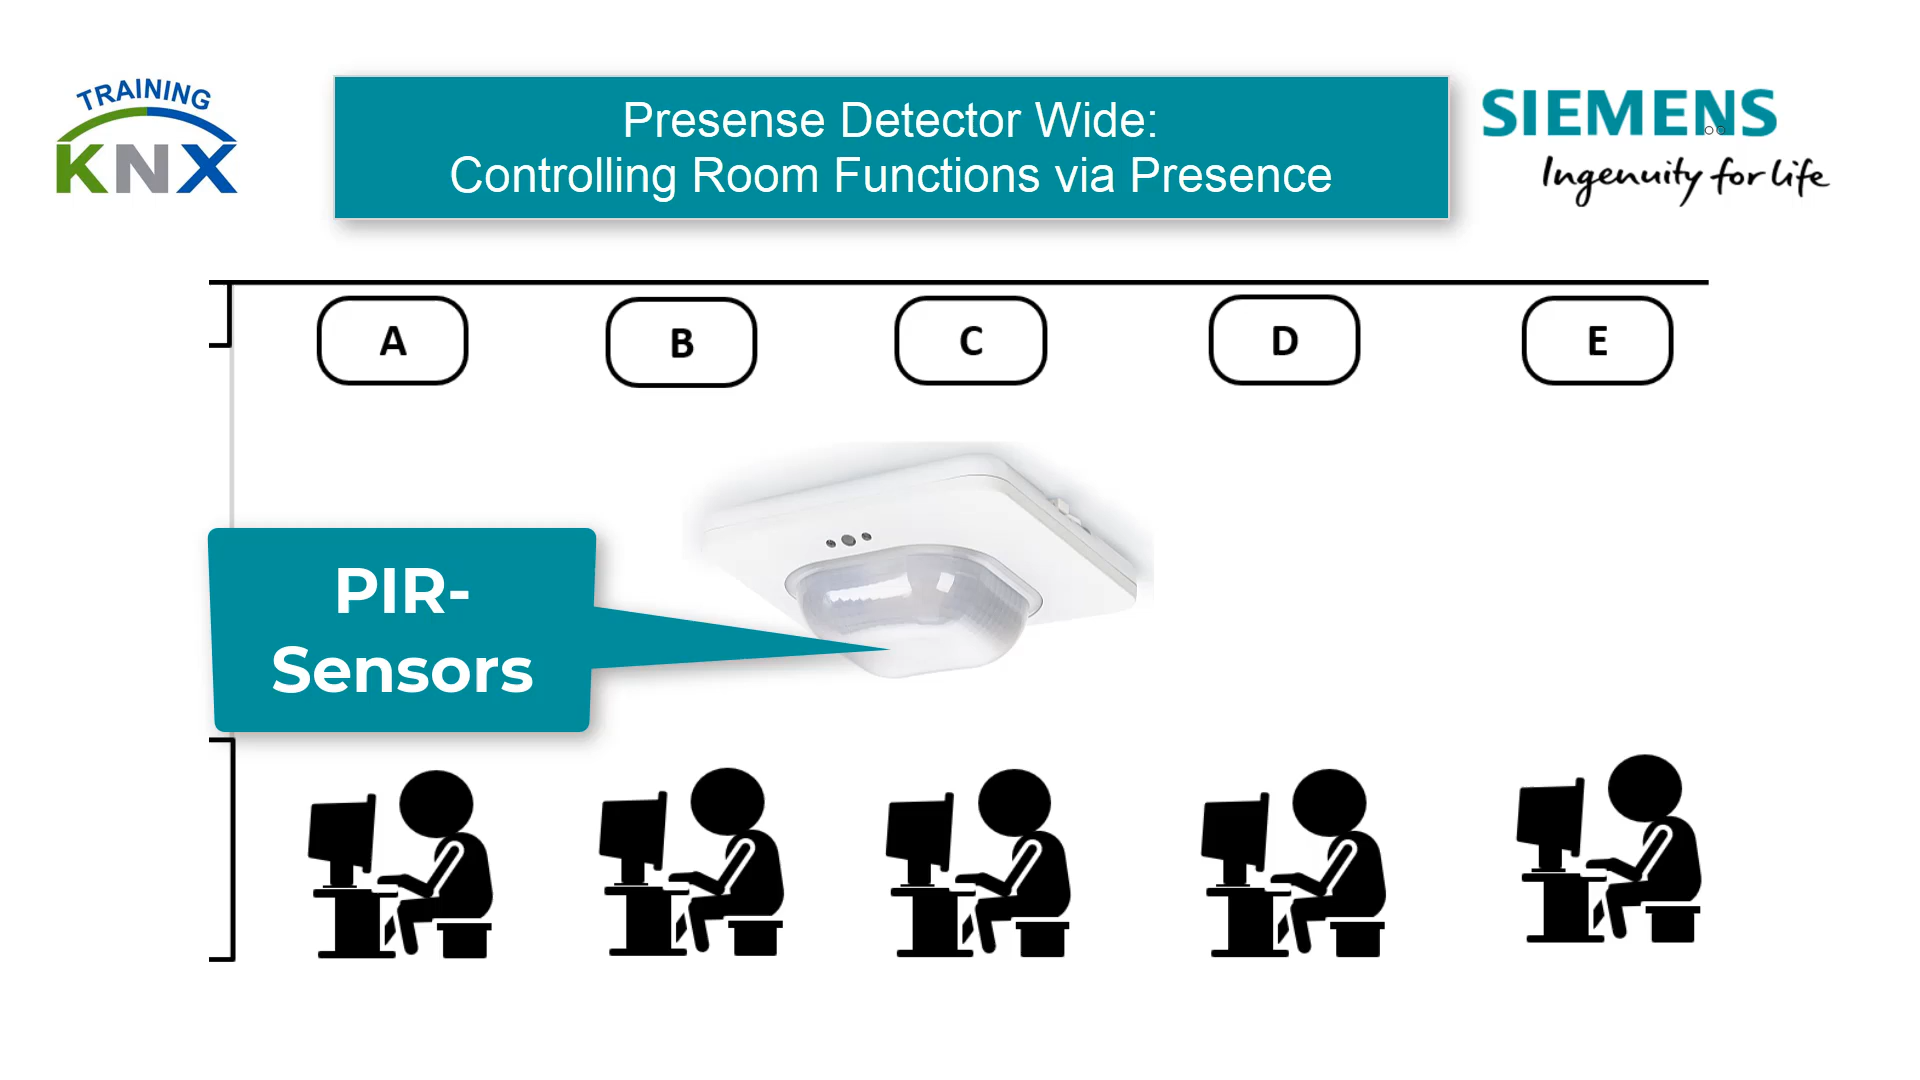 TRAINING
KNX
Presense Detector Wide:
Controlling Room Functions via Presence
SIEMENS
Ingenuity for life
A
B
C
D
E
PIR-
Sensors